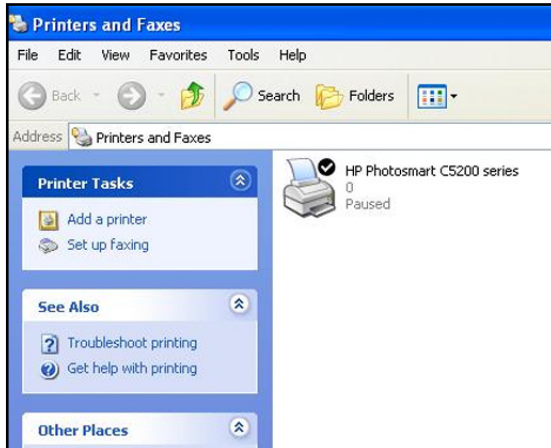 Printers and Faxes
File Edit View Favorites Tools Help
Back Search Folders
Address Printers and Faxes
Printer Tasks
Add a printer
Set up faxing
See Also
Troubleshoot printing
Get help with printing
Other Places
HP Photosmart C5200 series
0
Paused